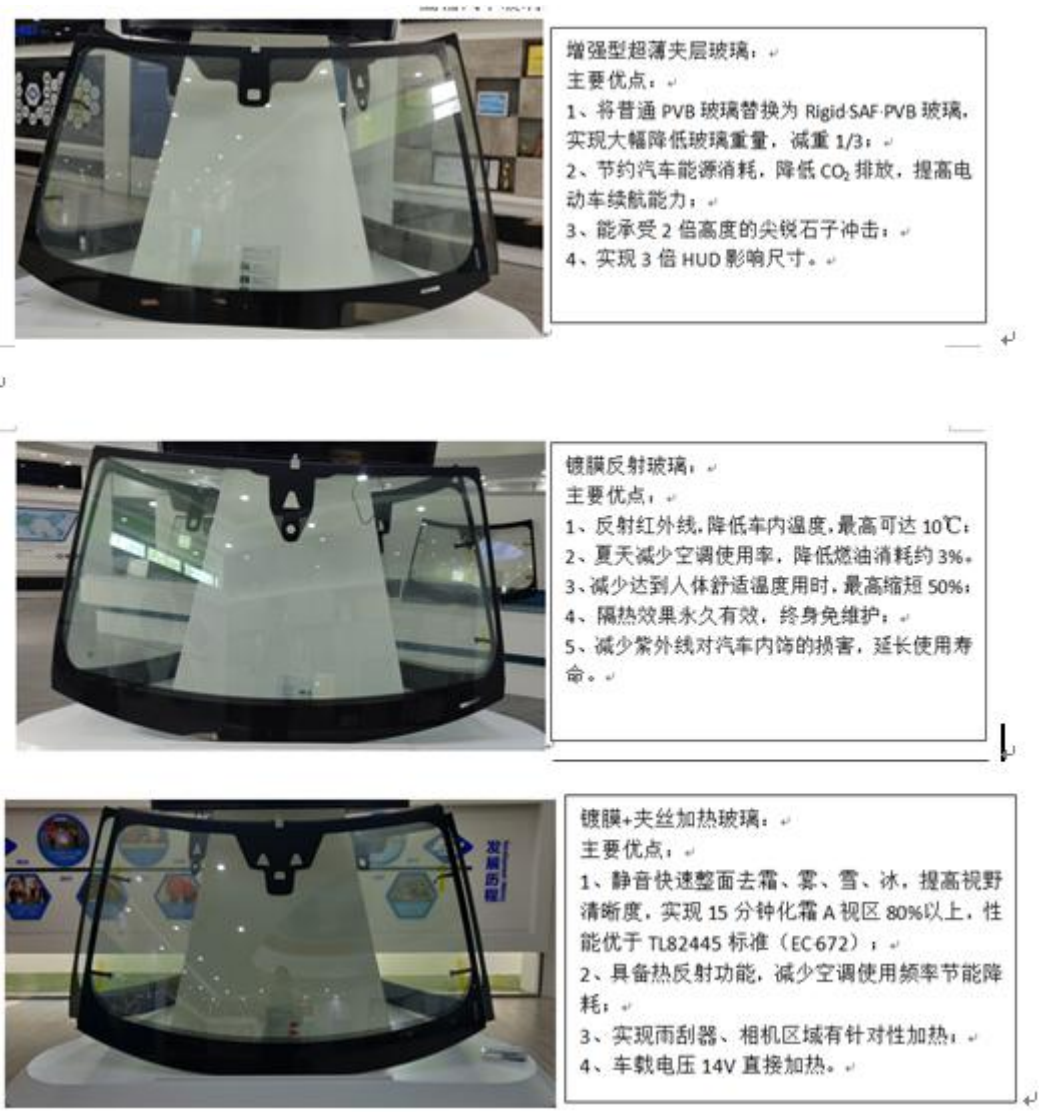 增强型超薄夹层玻璃：
主要优点：
1、将普通 PVB 玻璃替换为 Rigid-SAF-PVB 玻璃，
实现大幅降低玻璃重量，减重 1/3；
2、节约汽车能源消耗，降低 CO₂ 排放，提高电
动车续航能力；
3、能承受 2 倍高度的尖锐石子冲击；
4、实现 3 倍 HUD 影响尺寸。
镀膜反射玻璃：
主要优点：
1、反射红外线，降低车内温度，最高可达 10℃；
2、夏天减少空调使用率，降低燃油消耗约 3%。
3、减少达到人体舒适温度用时，最高缩短 50%；
4、隔热效果永久有效，终身免维护；
5、减少紫外线对汽车内饰的损害，延长使用寿
命。
发展历程
镀膜+夹丝加热玻璃：
主要优点：
1、静音快速整面去霜、雾、雪、冰，提高视野
清晰度，实现 15 分钟化霜 A 视区 80%以上，性
能优于 TL82445 标准（EC-672）；
2、具备热反射功能，减少空调使用频率节能降
耗；
3、实现雨刮器、相机区域有针对性加热；
4、车载电压 14V 直接加热。